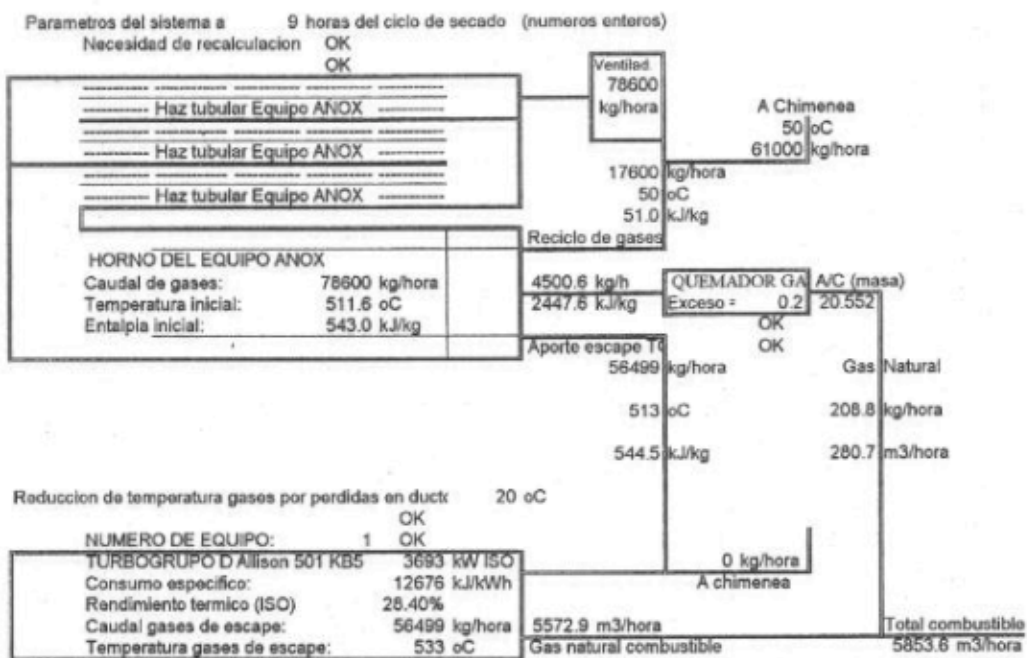 Parametros del sistema a 9 horas del ciclo de secado (numeros enteros)
Necesidad de recalculacion OK
OK
Ventilad.
78600
kg/hora
Haz tubular Equipo AÑOX
Haz tubular Equipo ANOX
Haz tubular Equipo ANOX
A Chimenea
50 oC
61000 kg/hora
17600 kg/hora
50 oC
51.0 kJ/kg
Reciclo de gases
HORNO DEL EQUIPO ANOX
Caudal de gases: 78600 kg/hora
Temperatura inicial: 511.6 oC
Entalpia inicial: 543.0 kJ/kg
4500.6 kg/h
2447.6 kJ/kg
QUEMADOR GA
Exceso = 0.2
OK
OK
A/C (masa)
20.552
Aporte escape TG
56499 kg/hora
513 oC
544.5 kJ/kg
Gas Natural
208.8 kg/hora
280.7 m3/hora
Reduccion de temperatura gases por perdidas en ductc 20 oC
OK
NUMERO DE EQUIPO: 1 OK
TURBOGRUPO D Allison 501 KB5 3693 kW ISO
Consumo especifico: 12676 kJ/kWh
Rendimiento termico (ISO) 28.40%
Caudal gases de escape: 56499 kg/hora
Temperatura gases de escape: 533 oC
0 kg/hora
A chimenea
5572.9 m3/hora
Gas natural combustible
Total combustible
5853.6 m3/hora